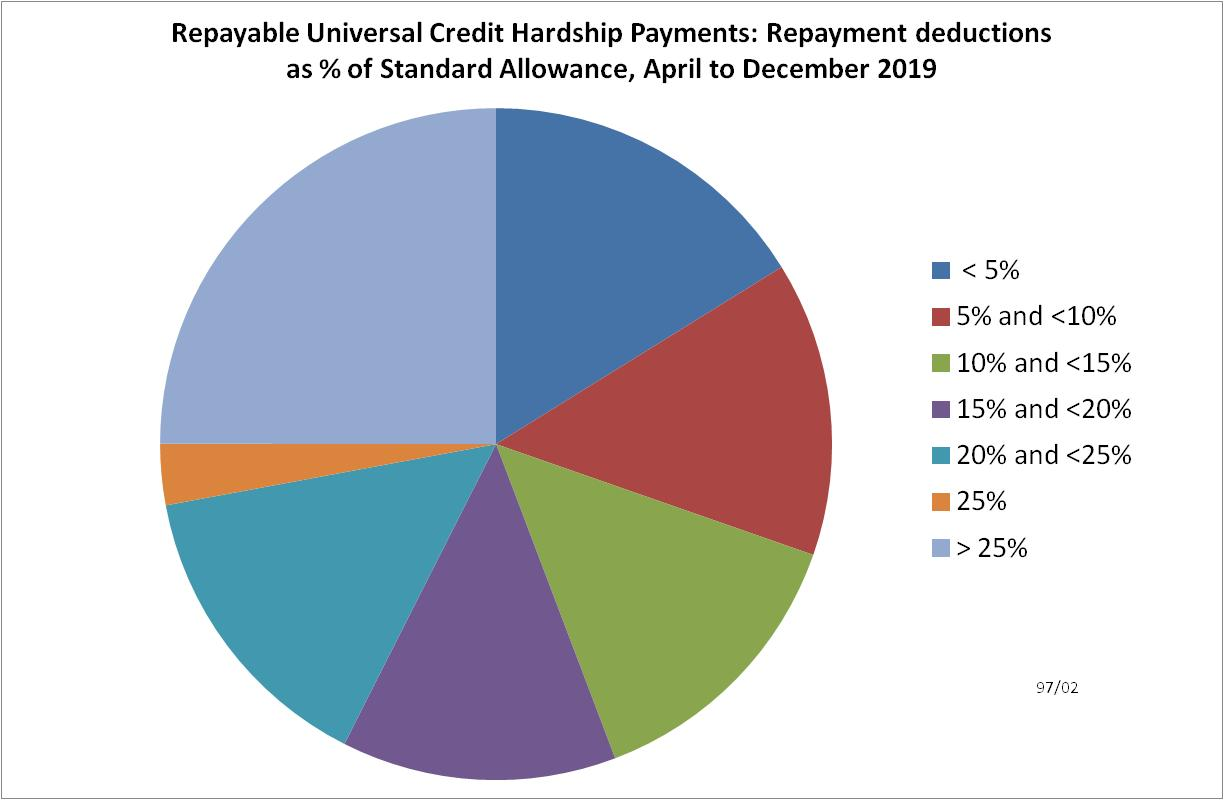 Repayable Universal Credit Hardship Payments: Repayment deductions
as % of Standard Allowance, April to December 2019
< 5%
5% and <10%
10% and <15%
15% and <20%
20% and <25%
25%
> 25%
97/02